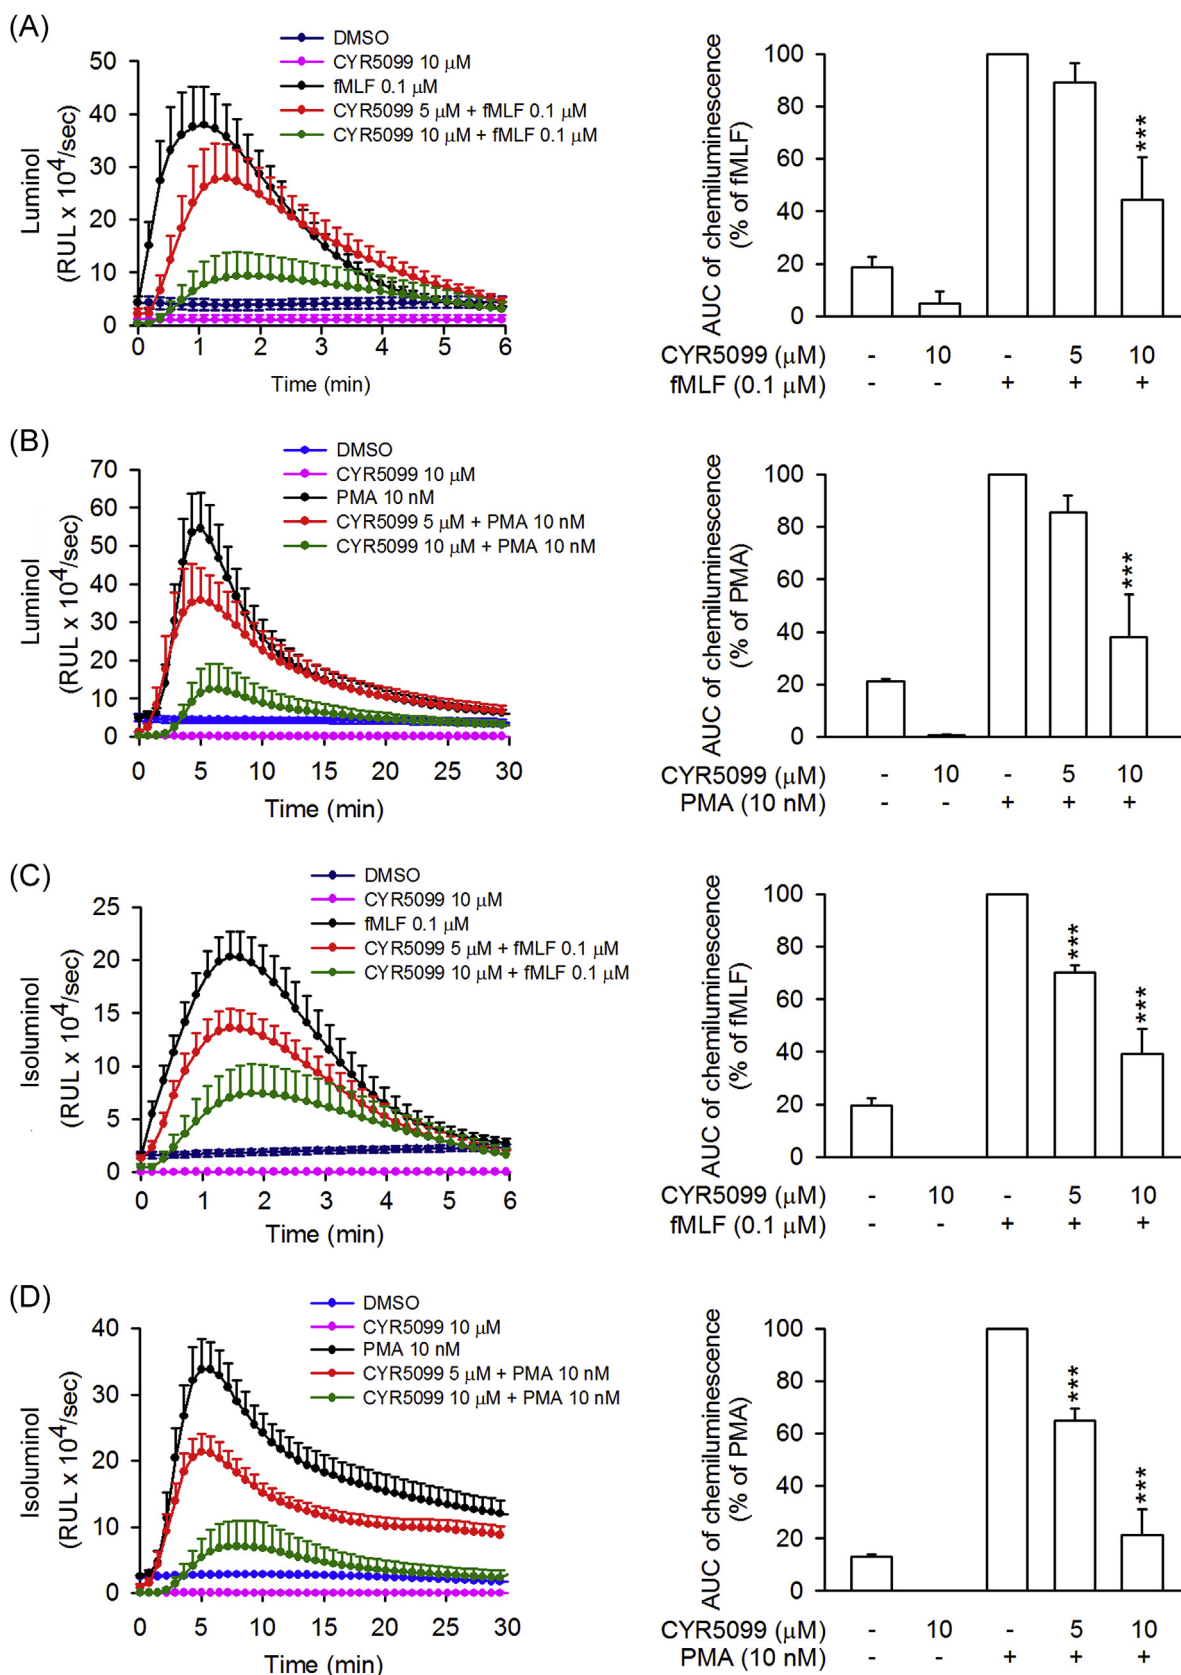 (A)
DMSO
CYR5099 10 μM
fMLF 0.1 μM
CYR5099 5 μM + fMLF 0.1 μM
CYR5099 10 μM + fMLF 0.1 μM
Luminol
(RUL x 10⁴/sec)
50
40
30
20
10
0
0 1 2 3 4 5 6
Time (min)
AUC of chemiluminescence
(% of fMLF)
100
80
60
40
20
0
***
CYR5099 (μM) - 10 - 5 10
fMLF (0.1 μM) - - + + +
(B)
DMSO
CYR5099 10 μM
PMA 10 nM
CYR5099 5 μM + PMA 10 nM
CYR5099 10 μM + PMA 10 nM
Luminol
(RUL x 10⁴/sec)
70
60
50
40
30
20
10
0
0 5 10 15 20 25 30
Time (min)
AUC of chemiluminescence
(% of PMA)
100
80
60
40
20
0
***
CYR5099 (μM) - 10 - 5 10
PMA (10 nM) - - + + +
(C)
DMSO
CYR5099 10 μM
fMLF 0.1 μM
CYR5099 5 μM + fMLF 0.1 μM
CYR5099 10 μM + fMLF 0.1 μM
Isoluminol
(RUL x 10⁴/sec)
25
20
15
10
5
0
0 1 2 3 4 5 6
Time (min)
AUC of chemiluminescence
(% of fMLF)
100
80
60
40
20
0
***
***
CYR5099 (μM) - 10 - 5 10
fMLF (0.1 μM) - - + + +
(D)
DMSO
CYR5099 10 μM
PMA 10 nM
CYR5099 5 μM + PMA 10 nM
CYR5099 10 μM + PMA 10 nM
Isoluminol
(RUL x 10⁴/sec)
40
30
20
10
0
0 5 10 15 20 25 30
Time (min)
AUC of chemiluminescence
(% of PMA)
100
80
60
40
20
0
***
***
CYR5099 (μM) - 10 - 5 10
PMA (10 nM) - - + + +